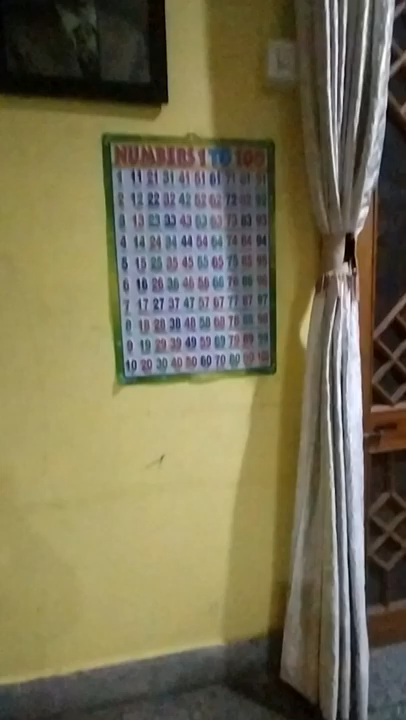 NUMBERS 1 TO 100
1 11 21 31 41 51 61 71 81 91
2 12 22 32 42 52 62 72 82 92
3 13 23 33 43 53 63 73 83 93
4 14 24 34 44 54 64 74 84 94
5 15 25 35 45 55 65 75 85 95
6 16 26 36 46 56 66 76 86 96
7 17 27 37 47 57 67 77 87 97
8 18 28 38 48 58 68 78 88 98
9 19 29 39 49 59 69 79 89 99
10 20 30 40 50 60 70 80 90 100